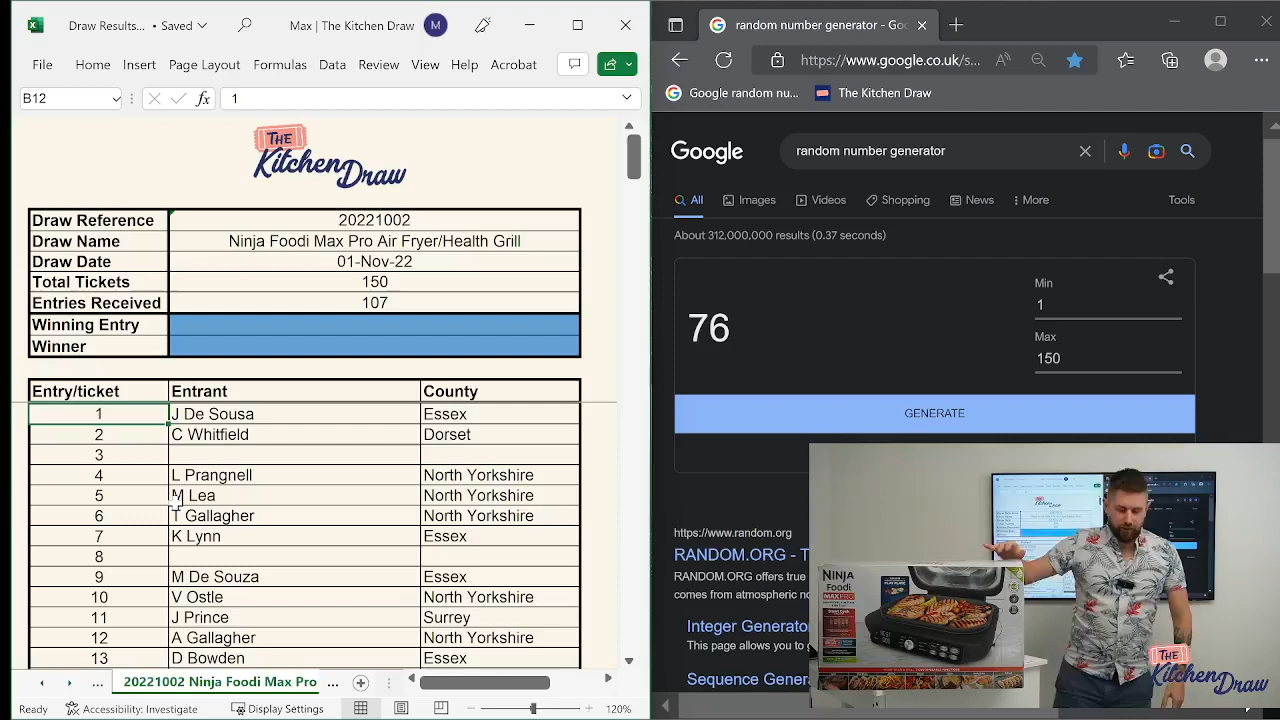 Draw Results... • Saved
Max | The Kitchen Draw
M
File Home Insert Page Layout Formulas Data Review View Help Acrobat
B12
fx
1
THE
Kitchen Draw
Draw Reference 20221002
Draw Name Ninja Foodi Max Pro Air Fryer/Health Grill
Draw Date 01-Nov-22
Total Tickets 150
Entries Received 107
Winning Entry
Winner
Entry/ticket Entrant County
1 J De Sousa Essex
2 C Whitfield Dorset
3
4 L Prangnell North Yorkshire
5 M Lea North Yorkshire
6 T Gallagher North Yorkshire
7 K Lynn Essex
8
9 M De Souza Essex
10 V Ostle North Yorkshire
11 J Prince Surrey
12 A Gallagher North Yorkshire
13 D Bowden Essex
... 20221002 Ninja Foodi Max Pro ...
Ready Accessibility: Investigate Display Settings 120%
random number generator - Goo
https://www.google.co.uk/s...
Google random nu... The Kitchen Draw
Google
random number generator
All Images Videos Shopping News More Tools
About 312,000,000 results (0.37 seconds)
76
Min
1
Max
150
GENERATE
https://www.random.org
RANDOM.ORG - T
RANDOM.ORG offers true
comes from atmospheric no
Integer Generato
This page allows you to g
Sequence Gener
NINJA
Foodi
MAXPRO
THE
Kitchen Draw